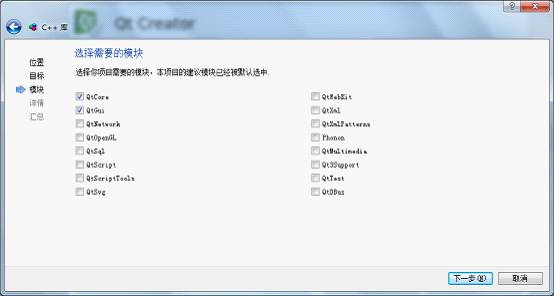 Qt Creator
C++ 库
位置
目标
模块
详情
汇总
选择需要的模块
选择你项目需要的模块，本项目的建议模块已经被默认选中.
QtCore
QtGui
QtNetwork
QtOpenGL
QtSql
QtScript
QtScriptTools
QtSvg
QtWebKit
QtXml
QtXmlPatterns
Phonon
QtMultimedia
Qt3Support
QtTest
QtDBus
下一步(N)
取消